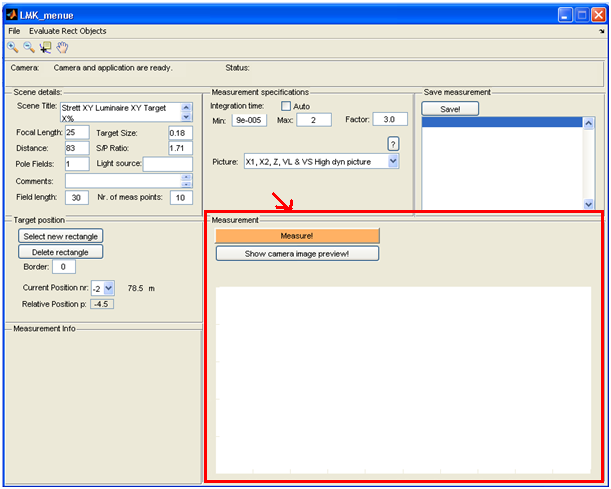 LMK_menue
File Evaluate Rect Objects
Camera: Camera and application are ready. Status:
Scene details:
Scene Title: Strett XY Luminaire XY Target
X%
Focal Length: 25 Target Size: 0.18
Distance: 83 S/P Ratio: 1.71
Pole Fields: 1 Light source:
Comments:
Field length: 30 Nr. of meas points: 10
Measurement specifications
Integration time: Auto
Min: 9e-005 Max: 2 Factor: 3.0
?
Picture: X1, X2, Z, VL & VS High dyn picture
Save measurement
Save!
Target position
Select new rectangle
Delete rectangle
Border: 0
Current Position nr: -2 78.5 m
Relative Position p: -4.5
Measurement Info
Measurement
Measure!
Show camera image preview!